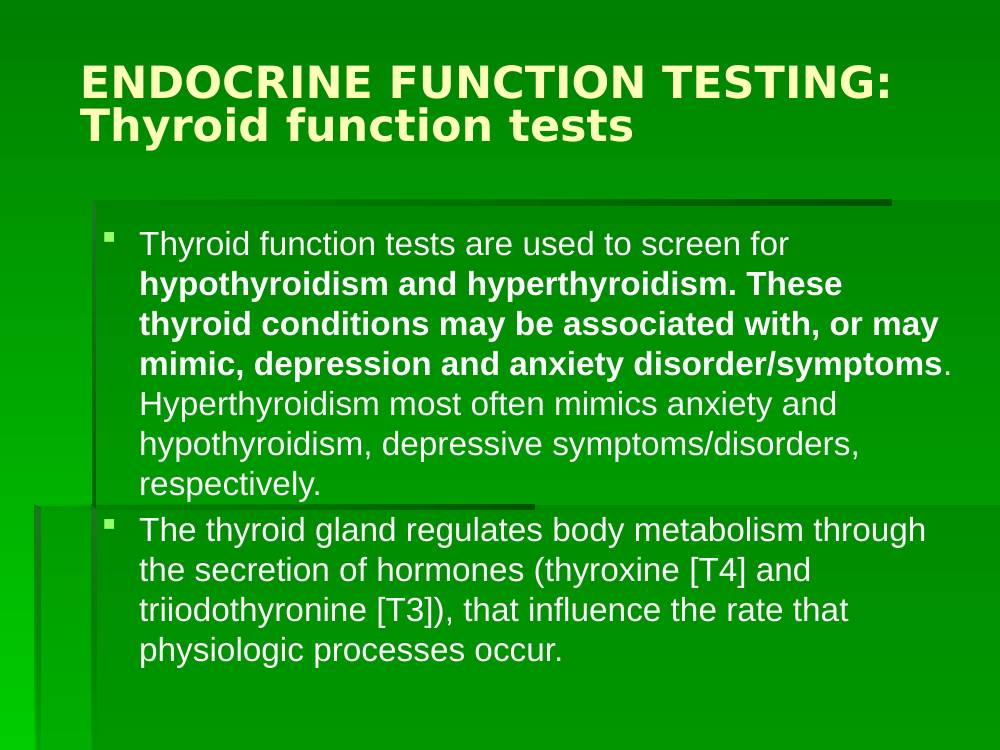 ENDOCRINE FUNCTION TESTING:
Thyroid function tests
▪ Thyroid function tests are used to screen for
hypothyroidism and hyperthyroidism. These
thyroid conditions may be associated with, or may
mimic, depression and anxiety disorder/symptoms.
Hyperthyroidism most often mimics anxiety and
hypothyroidism, depressive symptoms/disorders,
respectively.
▪ The thyroid gland regulates body metabolism through
the secretion of hormones (thyroxine [T4] and
triiodothyronine [T3]), that influence the rate that
physiologic processes occur.